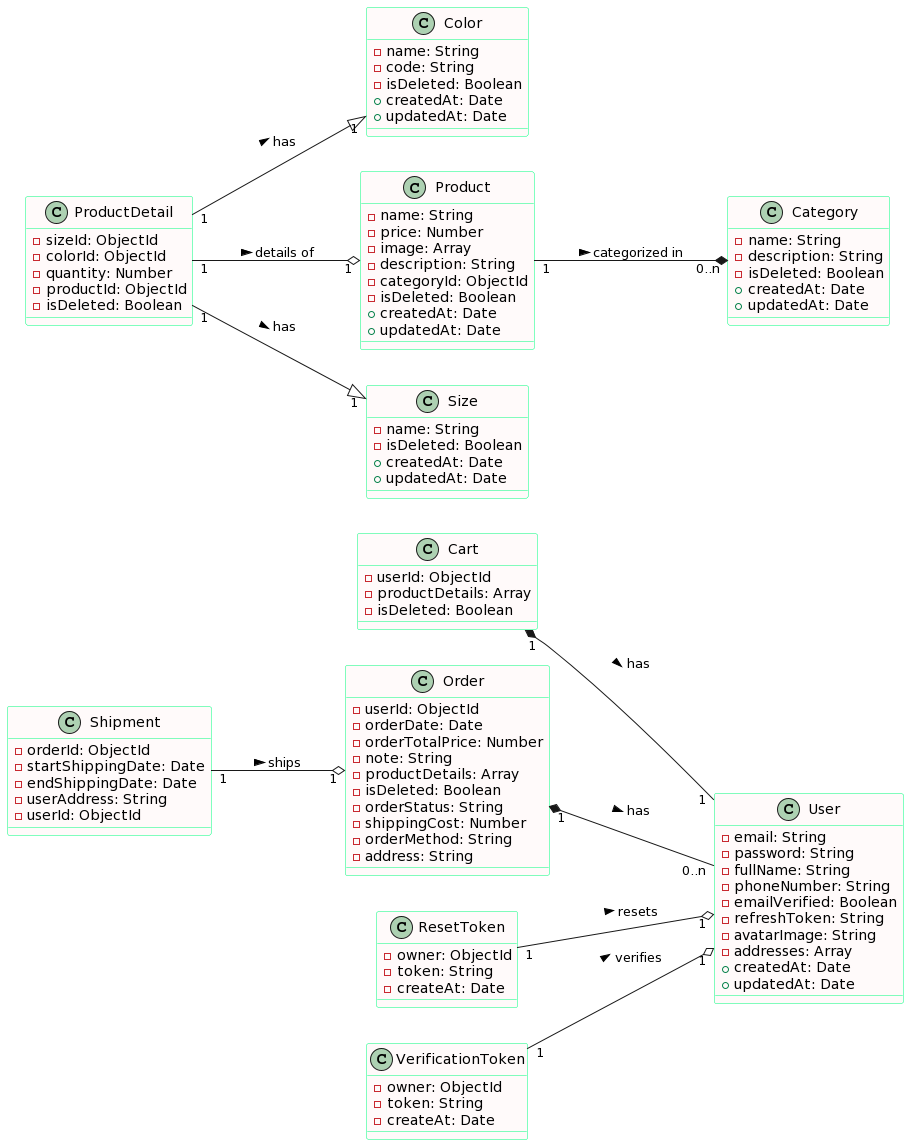 C Color
name: String
code: String
isDeleted: Boolean
createdAt: Date
updatedAt: Date
has
1
1
C ProductDetail
sizeId: ObjectId
colorId: ObjectId
quantity: Number
productId: ObjectId
isDeleted: Boolean
details of
1
1
C Product
name: String
price: Number
image: Array
description: String
categoryId: ObjectId
isDeleted: Boolean
createdAt: Date
updatedAt: Date
categorized in
1
0..n
C Category
name: String
description: String
isDeleted: Boolean
createdAt: Date
updatedAt: Date
1
has
1
C Size
name: String
isDeleted: Boolean
createdAt: Date
updatedAt: Date
C Cart
userId: ObjectId
productDetails: Array
isDeleted: Boolean
1
has
1
C Shipment
orderId: ObjectId
startShippingDate: Date
endShippingDate: Date
userAddress: String
userId: ObjectId
ships
1
1
C Order
userId: ObjectId
orderDate: Date
orderTotalPrice: Number
note: String
productDetails: Array
isDeleted: Boolean
orderStatus: String
shippingCost: Number
orderMethod: String
address: String
has
1
0..n
C User
email: String
password: String
fullName: String
phoneNumber: String
emailVerified: Boolean
refreshToken: String
avatarImage: String
addresses: Array
createdAt: Date
updatedAt: Date
C ResetToken
owner: ObjectId
token: String
createAt: Date
resets
1
1
verifies
1
1
C VerificationToken
owner: ObjectId
token: String
createAt: Date